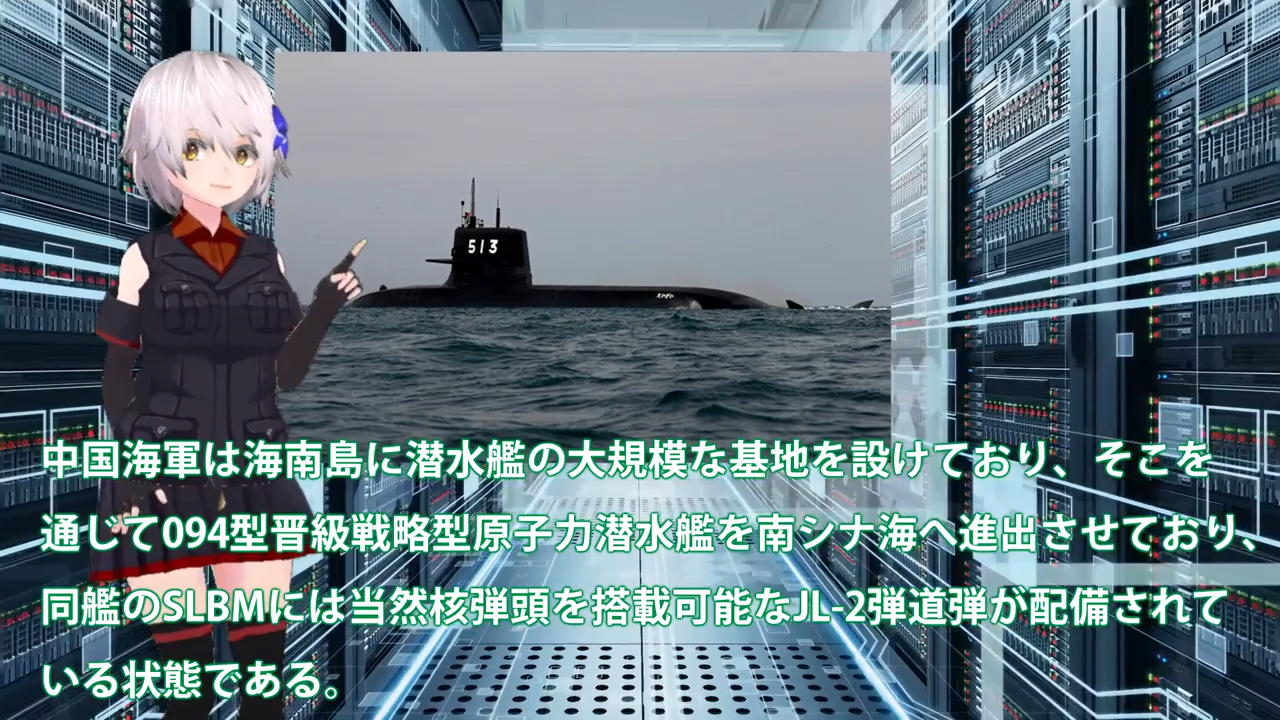 513
中国海軍は海南島に潜水艦の大規模な基地を設けており、そこを
通じて094型晋級戦略型原子力潜水艦を南シナ海へ進出させており、
同艦のSLBMには当然核弾頭を搭載可能なJL-2弾道弾が配備されて
いる状態である。